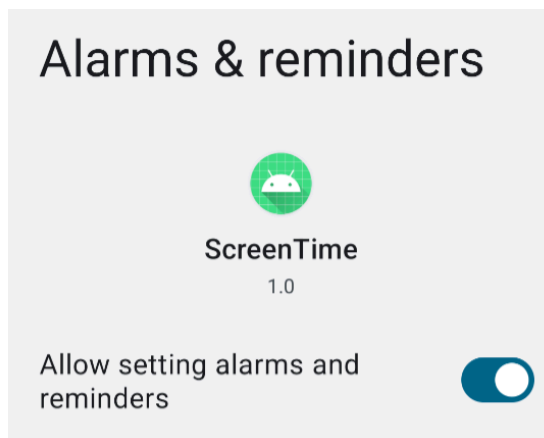 Alarms & reminders
ScreenTime
1.0
Allow setting alarms and
reminders